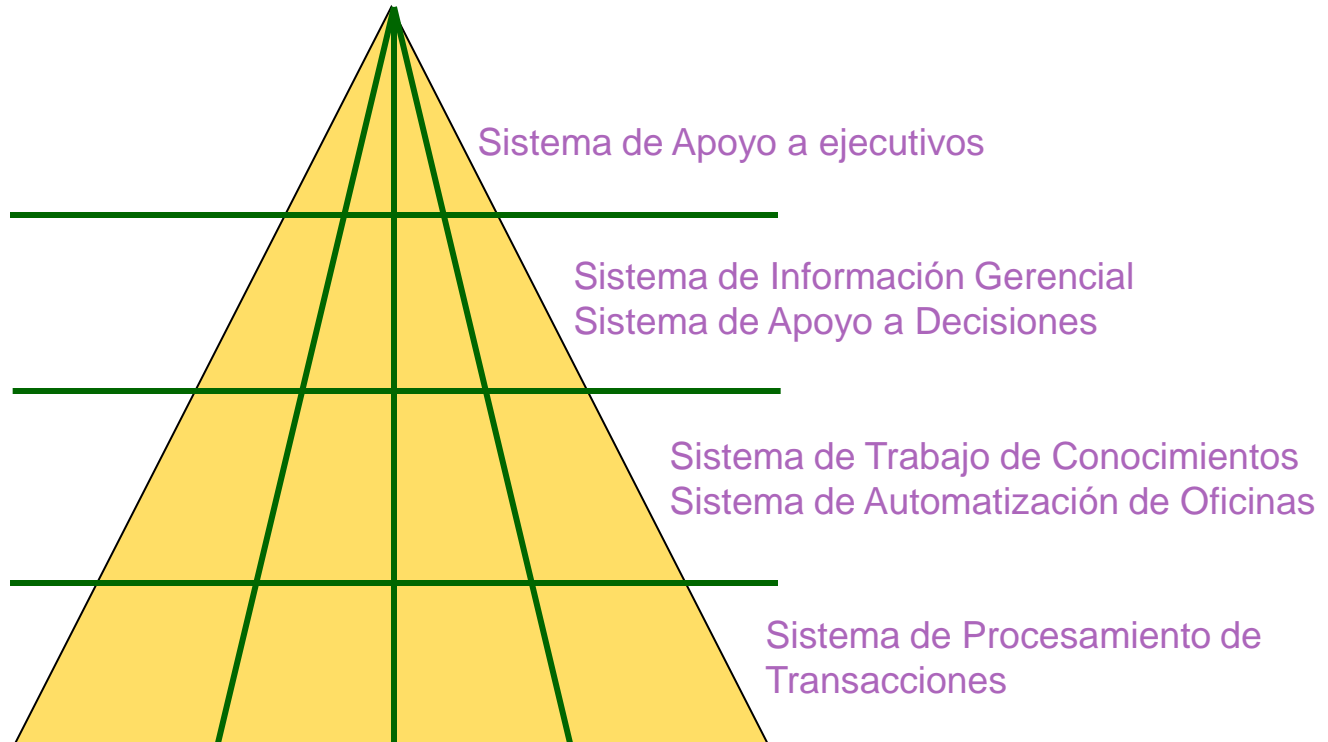 Sistema de Apoyo a ejecutivos
Sistema de Información Gerencial
Sistema de Apoyo a Decisiones
Sistema de Trabajo de Conocimientos
Sistema de Automatización de Oficinas
Sistema de Procesamiento de
Transacciones